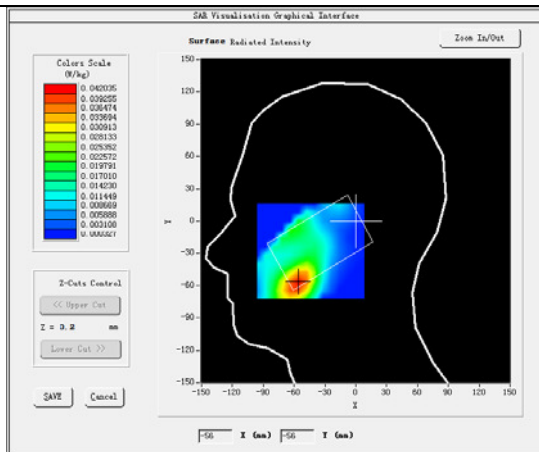 SAR Visualisation Graphical Interface
Surface Radiated Intensity
Zoom In/Out
Colors Scale
(W/kg)
0.042035
0.039255
0.036474
0.033694
0.030913
0.028133
0.025352
0.022572
0.019791
0.017010
0.014230
0.011449
0.008669
0.005888
0.003108
0.000327
Z-Cuts Control
<< Upper Cut
Z = 3.2 mm
Lower Cut >>
SAVE Cancel
150
120
90
60
30
0
-30
-60
-90
-120
-150
Y
-150 -120 -90 -60 -30 0 30 60 90 120 150
X
-56 X (mm) -56 Y (mm)